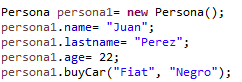 Persona persona1= new Persona();
persona1.name= "Juan";
persona1.lastname= "Perez";
persona1.age= 22;
persona1.buyCar("Fiat", "Negro");